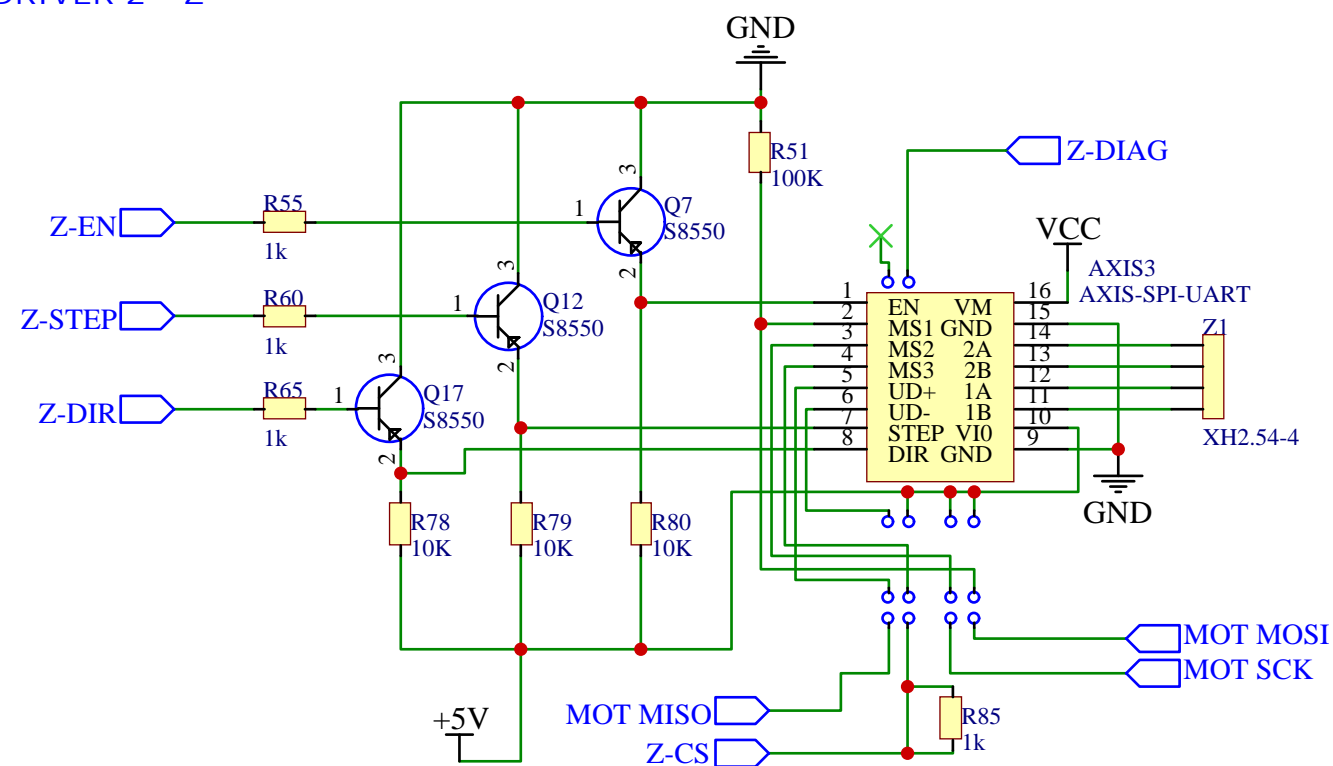 DRIVER 2 - Z
GND
R51
100K
Z-DIAG
Z-EN
R55
1k
1
3
2
Q7
S8550
VCC
AXIS3
AXIS-SPI-UART
Z-STEP
R60
1k
1
3
2
Q12
S8550
Z-DIR
R65
1k
1
3
2
Q17
S8550
1 EN VM 16
2 MS1 GND 15
3 MS2 2A 14
4 MS3 2B 13
5 UD+ 1A 12
6 UD- 1B 11
7 STEP VI0 10
8 DIR GND 9
Z1
XH2.54-4
GND
R78
10K
R79
10K
R80
10K
MOT MOSI
MOT SCK
MOT MISO
R85
1k
+5V
Z-CS